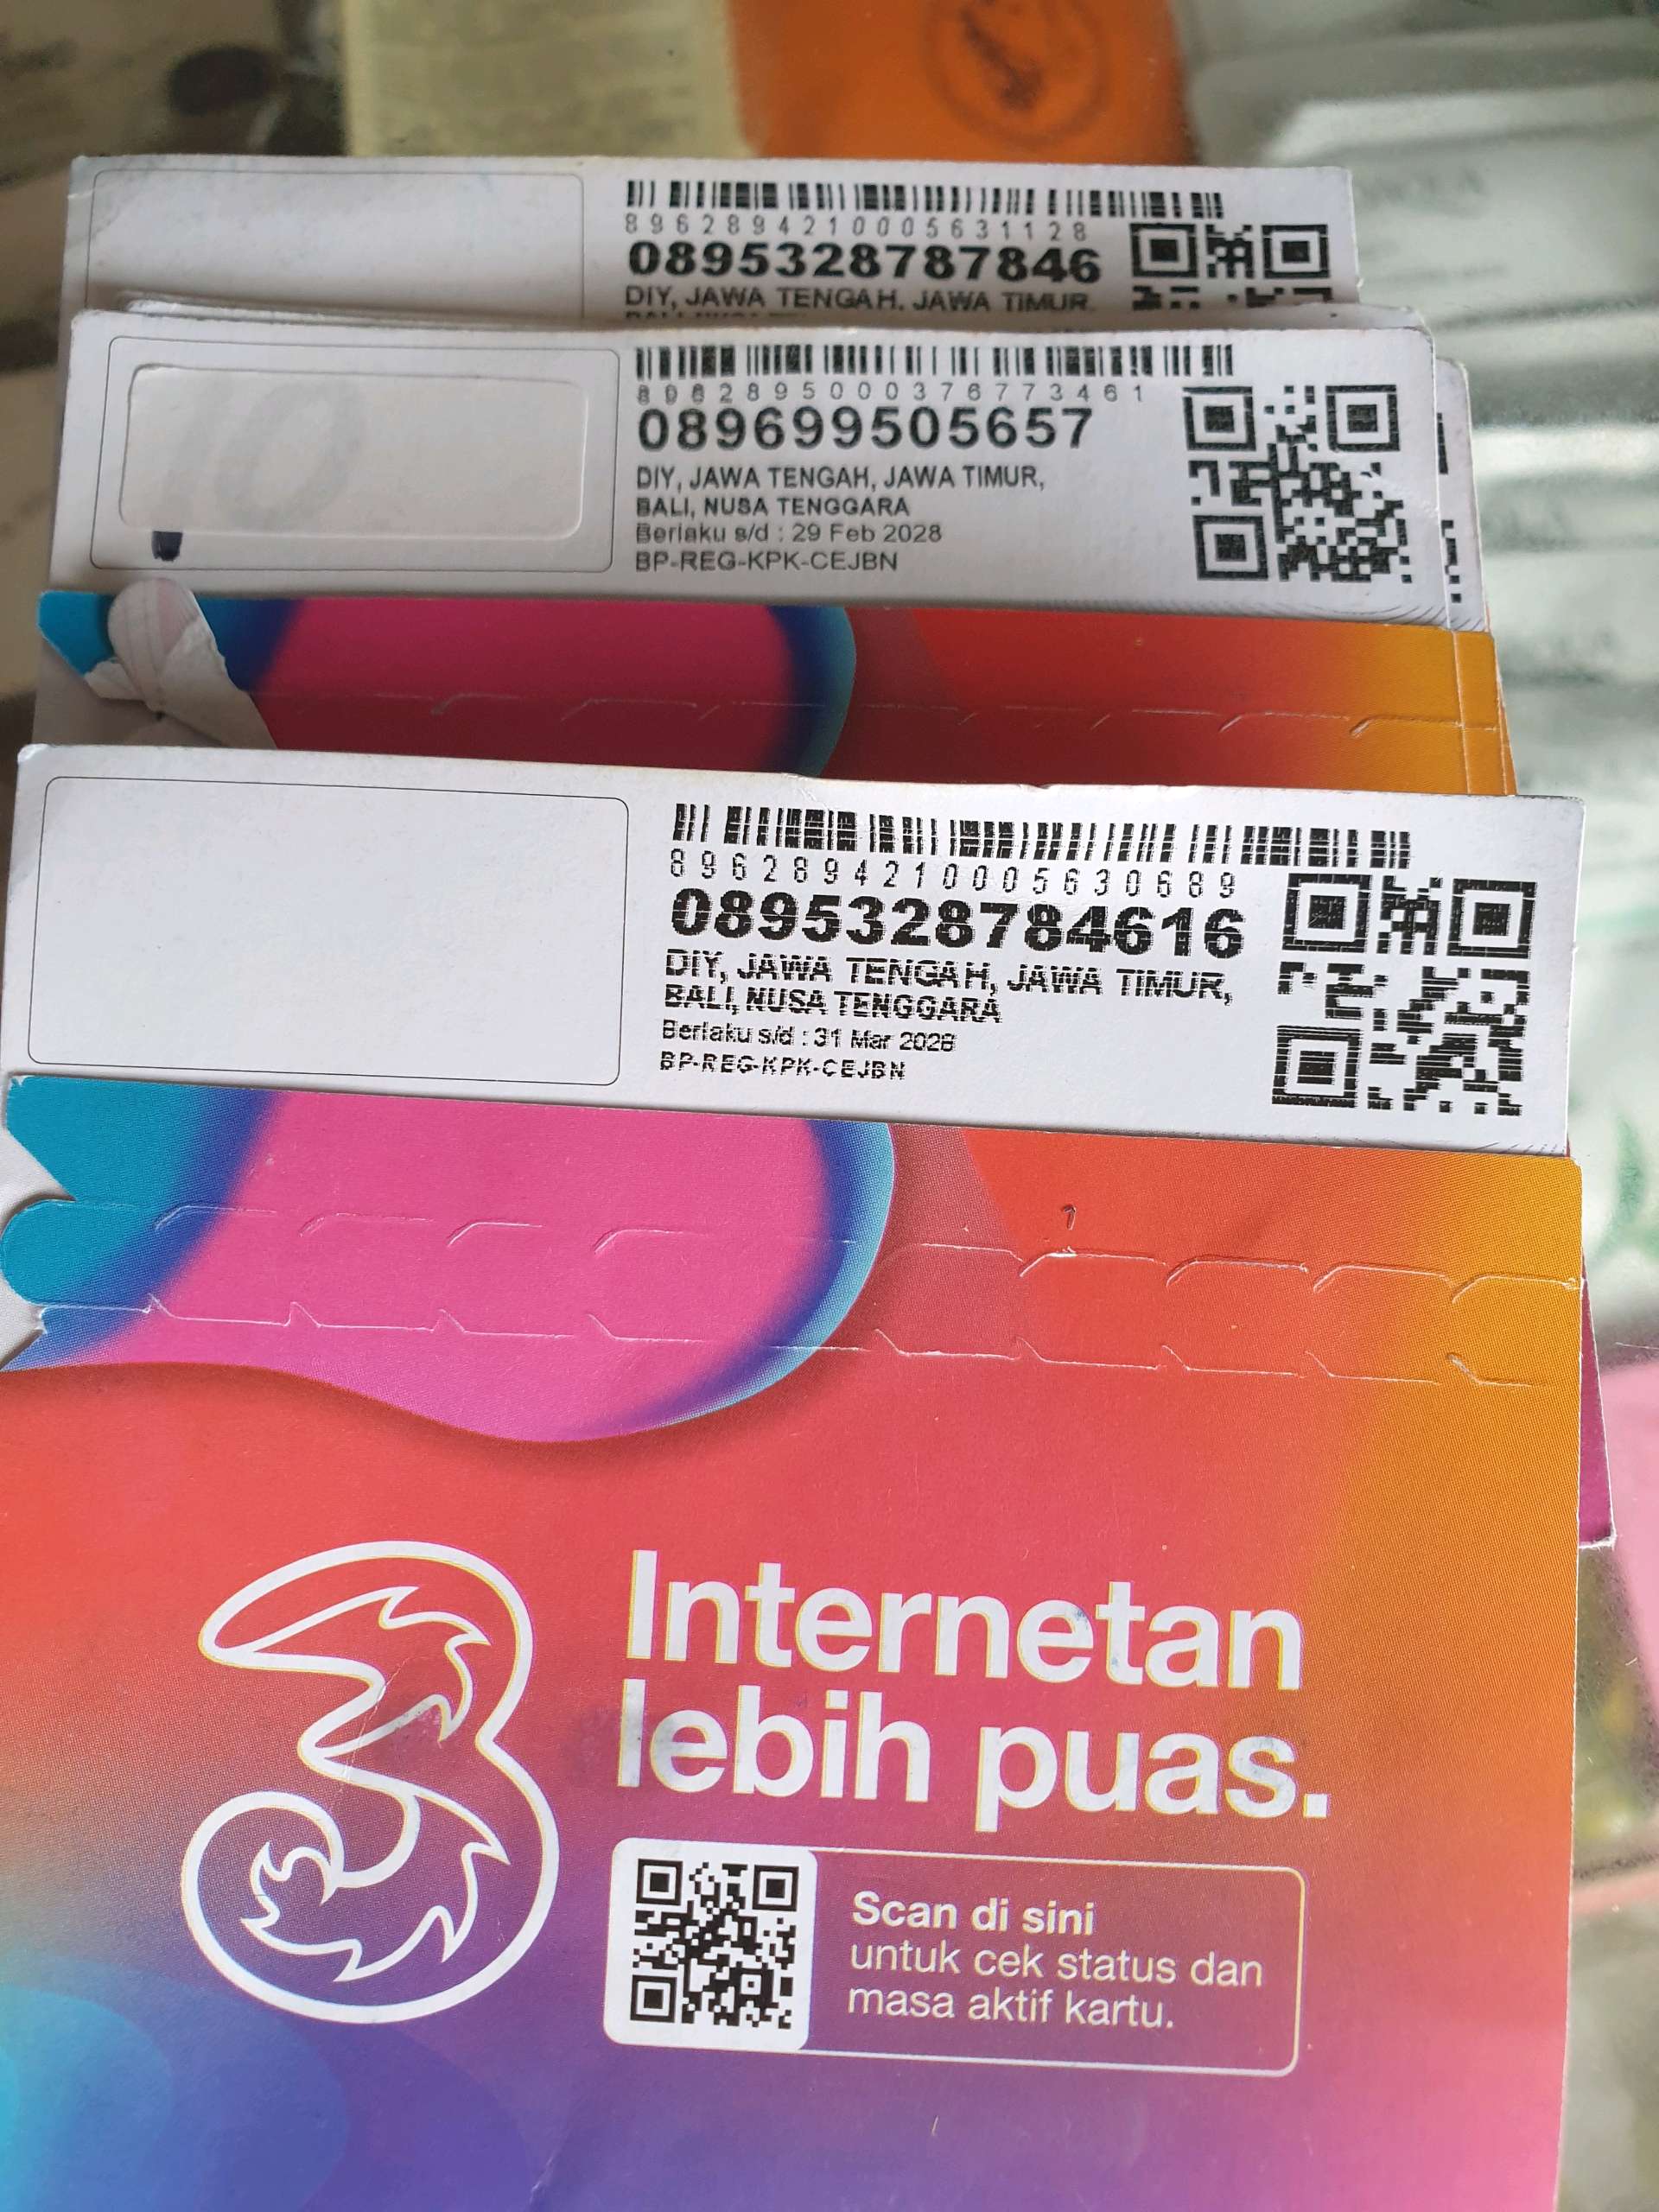 8962894210005631128
0895328787846
DIY, JAWA TENGAH, JAWA TIMUR,
8962895000376773461
089699505657
DIY, JAWA TENGAH, JAWA TIMUR,
BALI, NUSA TENGGARA
Berlaku s/d : 29 Feb 2028
BP-REG-KPK-CEJBN
8962894210005630689
0895328784616
DIY, JAWA TENGAH, JAWA TIMUR,
BALI, NUSA TENGGARA
Berlaku s/d : 31 Mar 2028
BP-REG-KPK-CEJBN
3
Internetan
lebih puas.
Scan di sini
untuk cek status dan
masa aktif kartu.